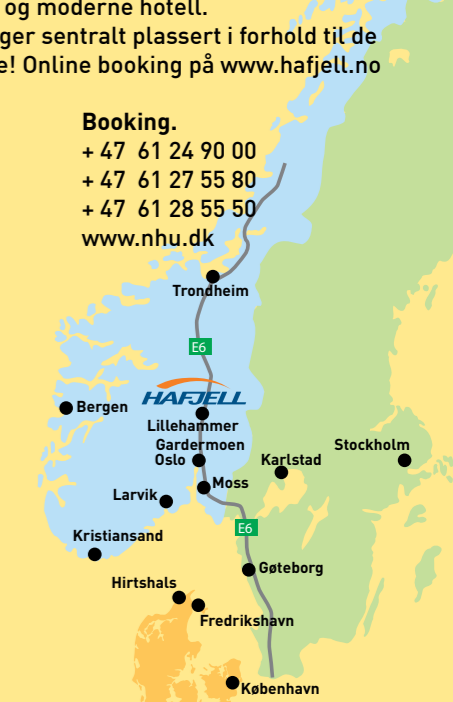 og moderne hotell.
ger sentralt plassert i forhold til de
e! Online booking på www.hafjell.no
Booking.
+ 47 61 24 90 00
+ 47 61 27 55 80
+ 47 61 28 55 50
www.nhu.dk
Trondheim
E6
HAFJELL
Bergen
Lillehammer
Gardermoen
Oslo
Stockholm
Karlstad
Moss
Larvik
E6
Kristiansand
Gøteborg
Hirtshals
Fredrikshavn
København